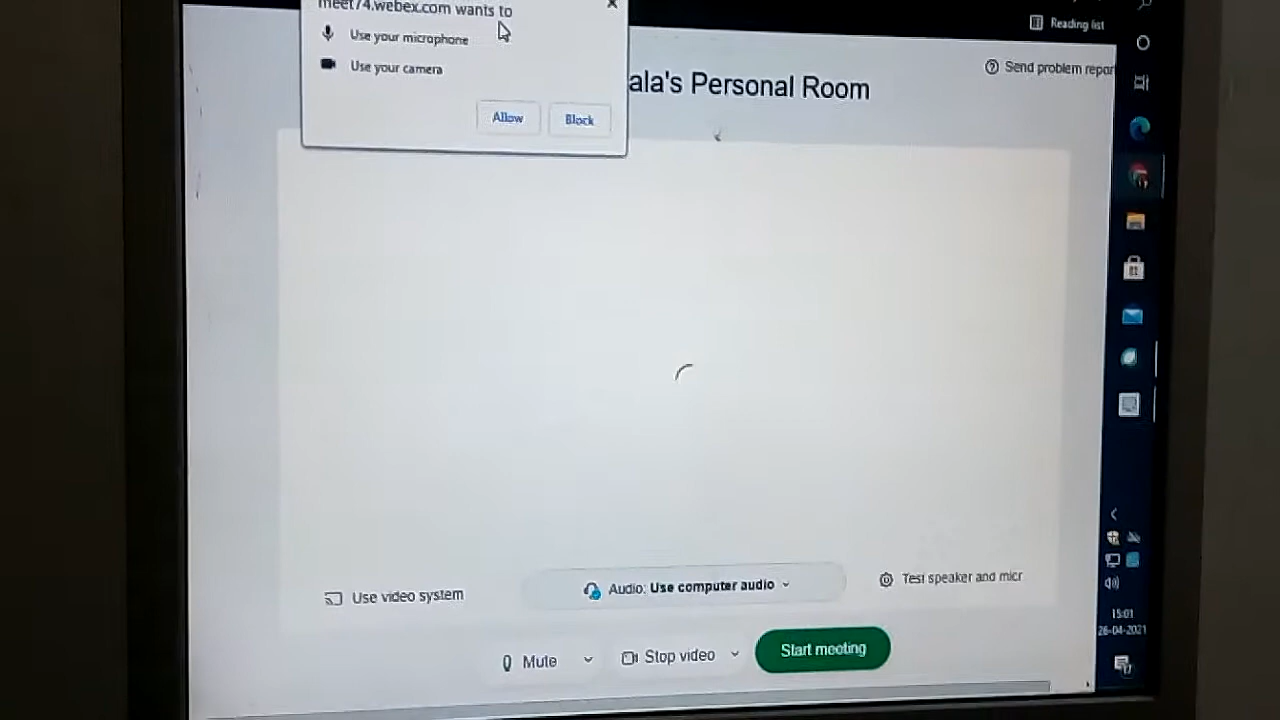 meet74.webex.com wants to
Use your microphone
Use your camera
Allow
Block
Reading list
Send problem repor
ala's Personal Room
Use video system
Audio: Use computer audio
Test speaker and micr
Mute
Stop video
Start meeting
15:01
26-04-2021